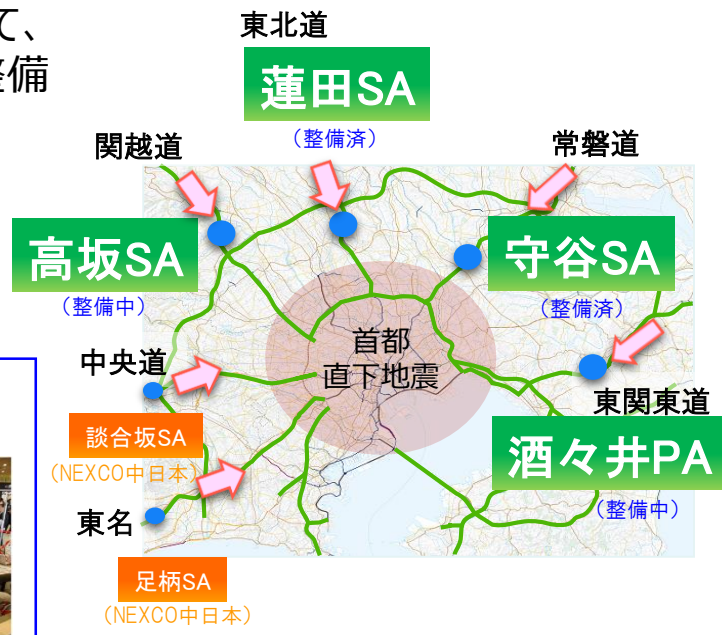 て、
整備
東北道
蓮田SA
(整備済)
関越道
常磐道
高坂SA
(整備中)
守谷SA
(整備済)
首都
直下地震
中央道
談合坂SA
(NEXCO中日本)
東関東道
酒々井PA
(整備中)
東名
足柄SA
(NEXCO中日本)